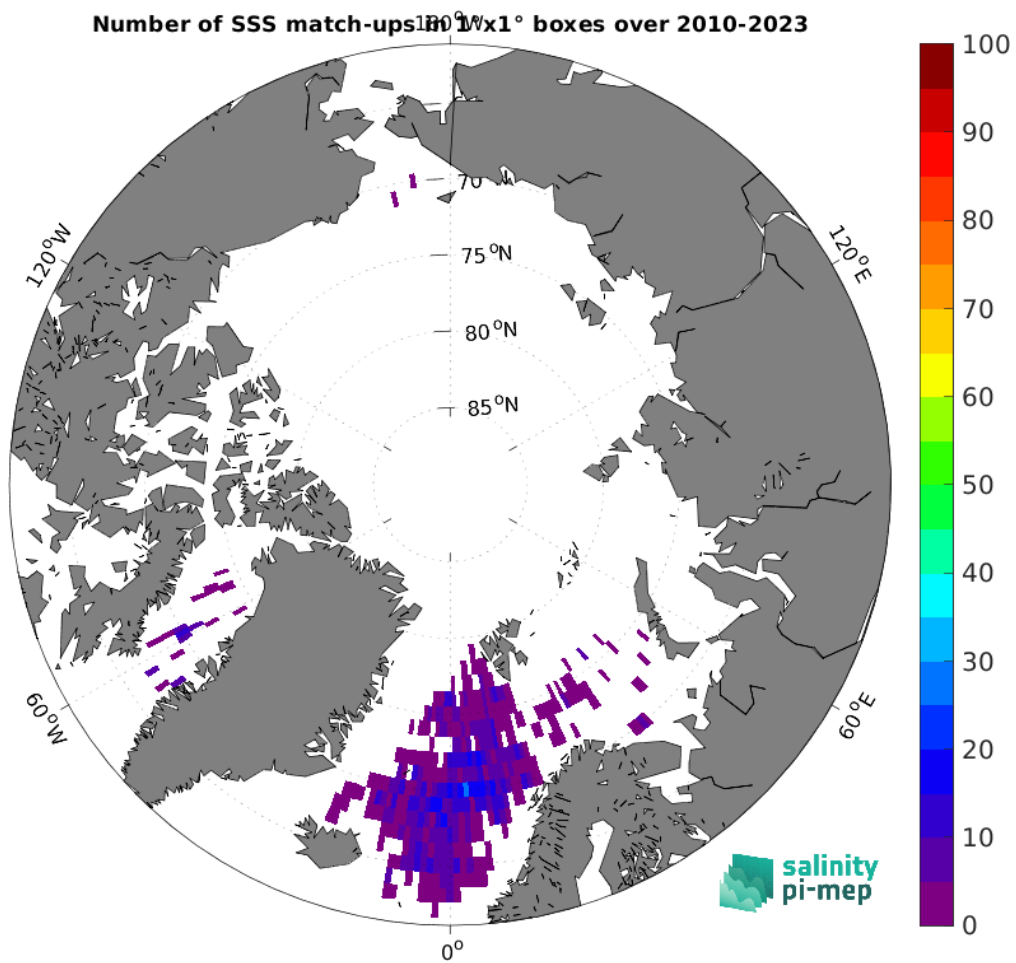 Number of SSS match-ups in 1°x1° boxes over 2010-2023
180°W
100
90
80
70
60
50
40
30
20
10
0
120°W
120°E
70°N
75°N
80°N
85°N
60°W
60°E
0°
salinity
pi-mep